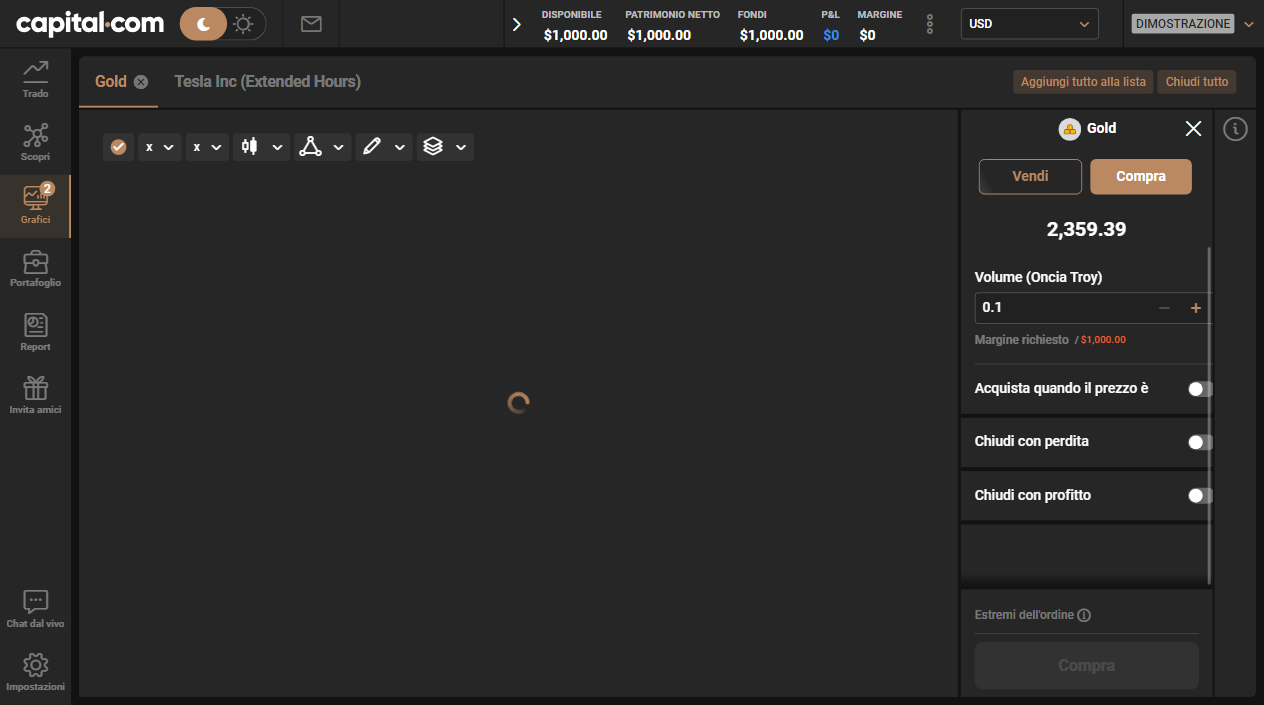 capital.com
DISPONIBILE PATRIMONIO NETTO FONDI P&L MARGINE
$1,000.00 $1,000.00 $1,000.00 $0 $0
USD
DIMOSTRAZIONE
Trado
Scopri
2
Grafici
Portafoglio
Report
Invita amici
Chat dal vivo
Impostazioni
Gold
Tesla Inc (Extended Hours)
Aggiungi tutto alla lista
Chiudi tutto
x
x
Gold
Vendi
Compra
2,359.39
Volume (Oncia Troy)
0.1
Margine richiesto / $1,000.00
Acquista quando il prezzo è
Chiudi con perdita
Chiudi con profitto
Estremi dell'ordine
Compra